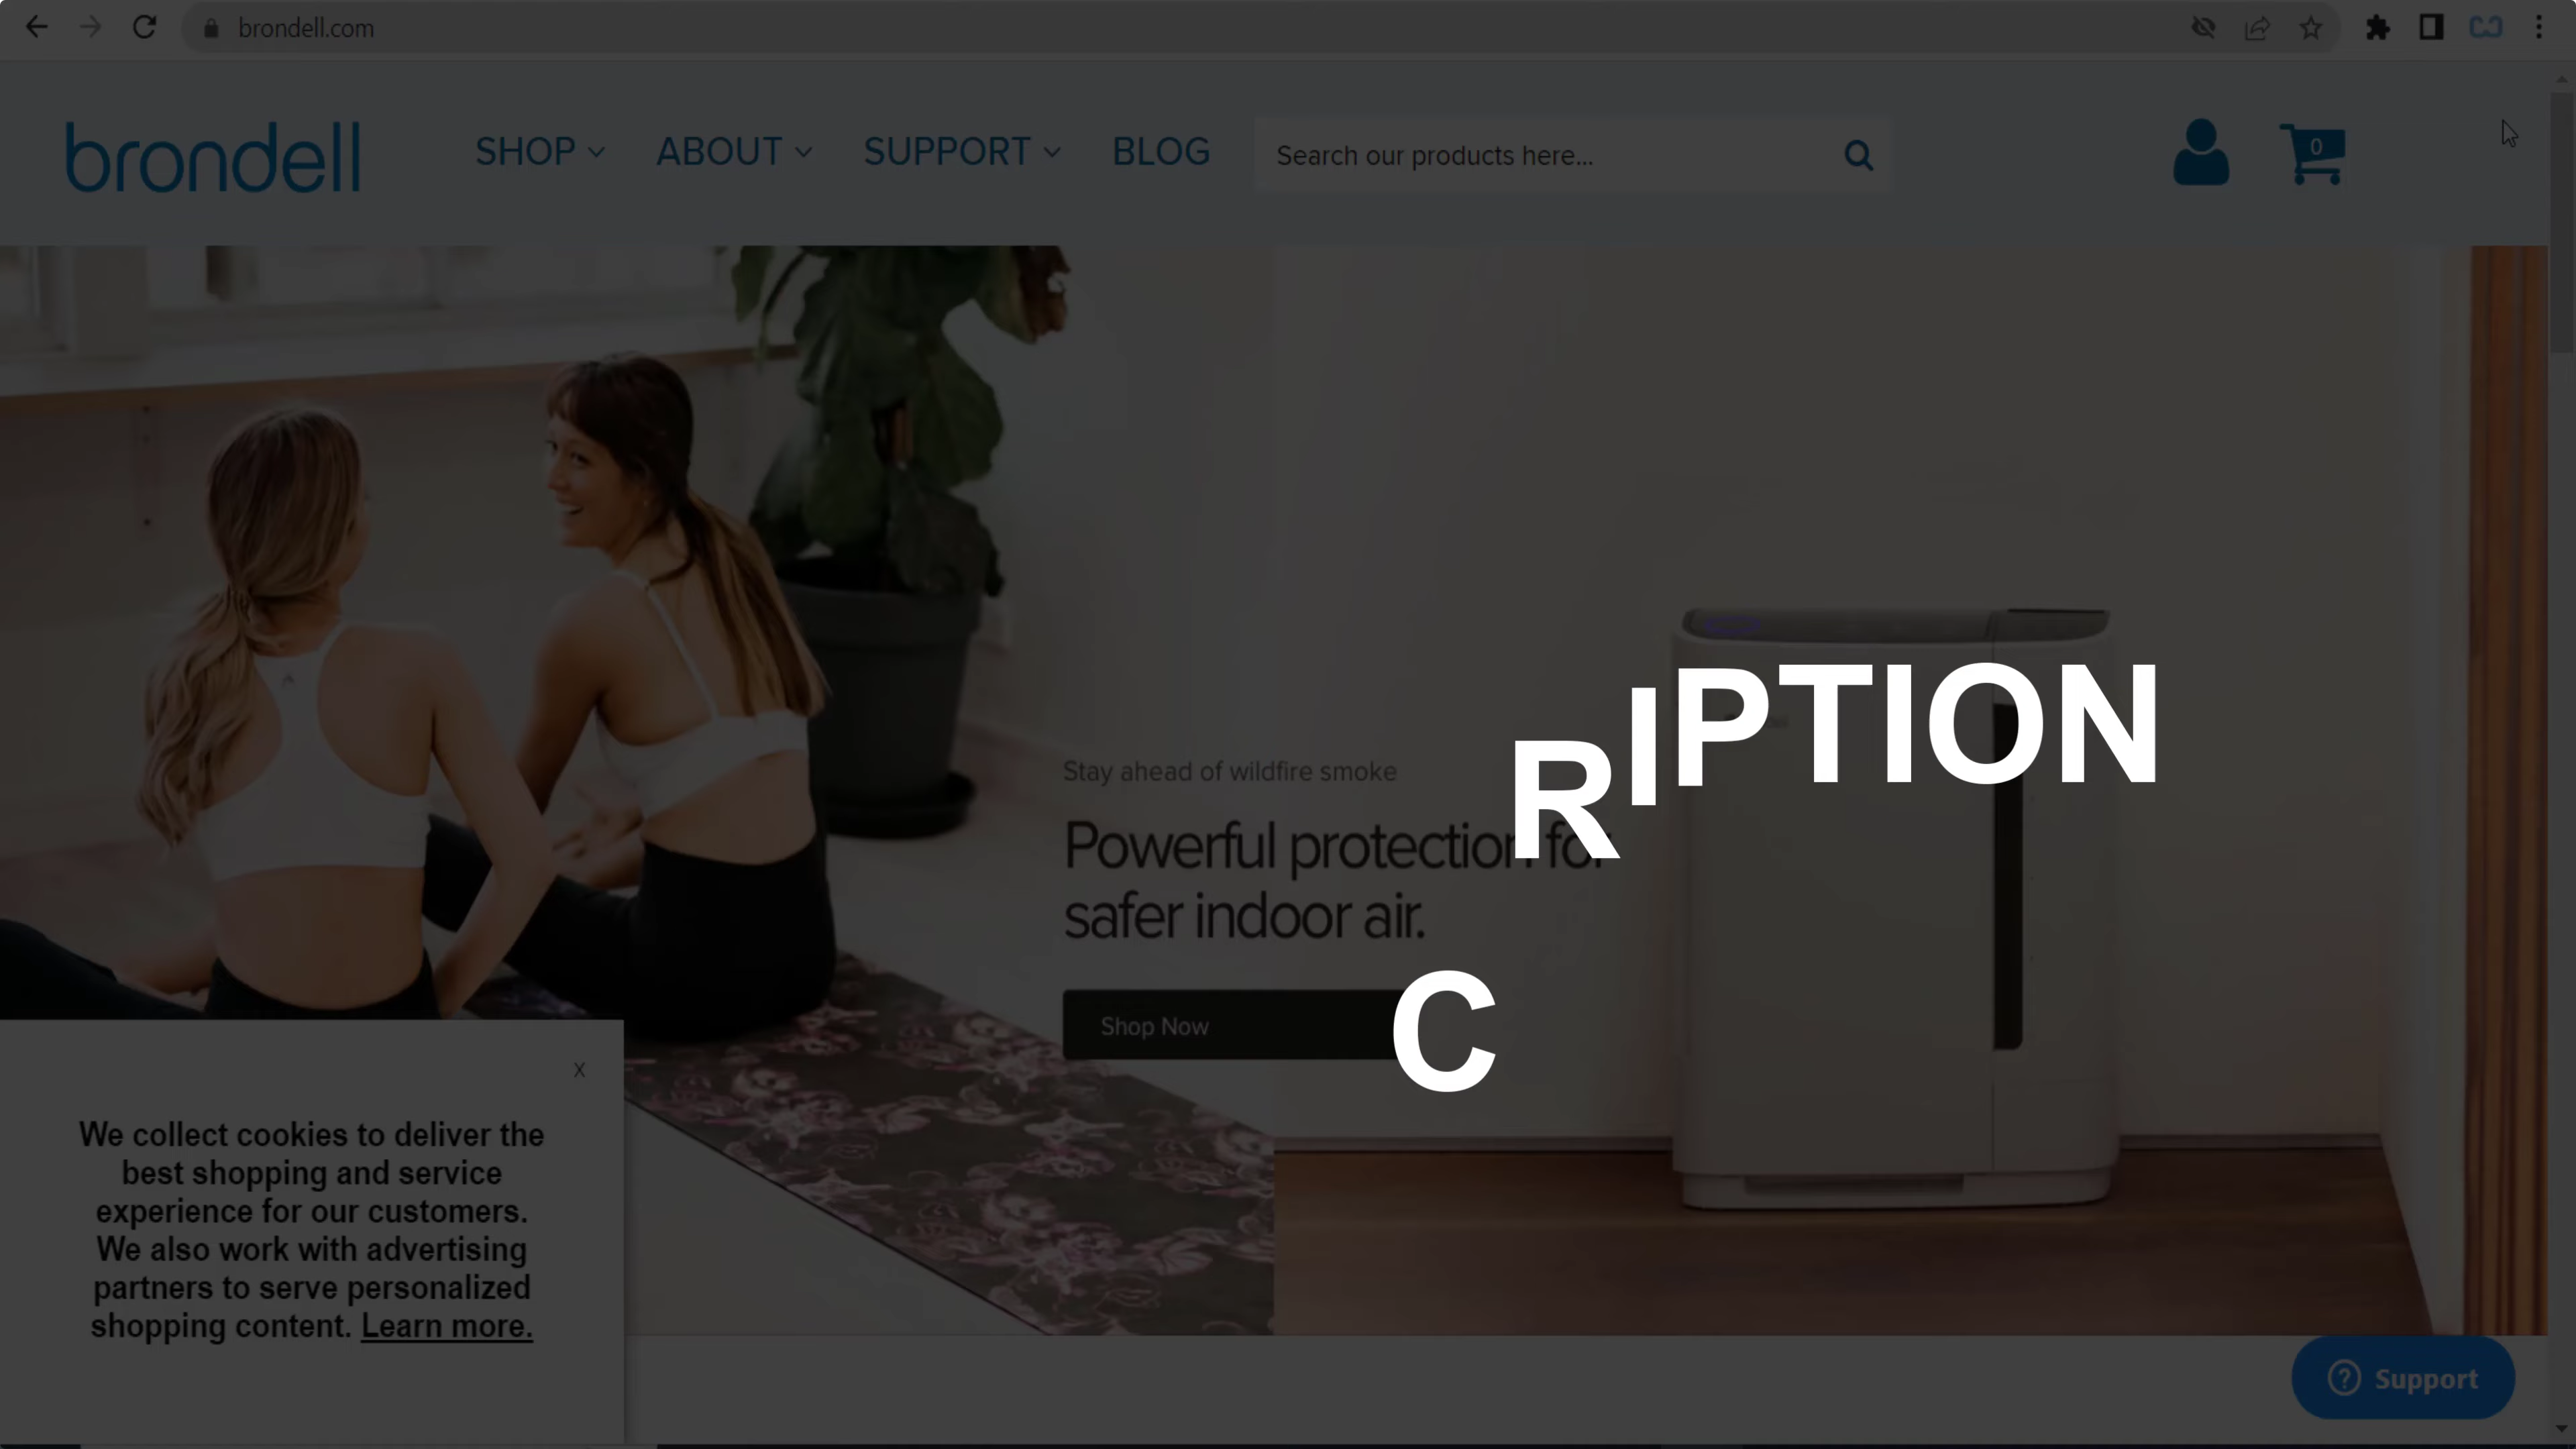 brondell.com
brondell
SHOP
ABOUT
SUPPORT
BLOG
Search our products here...
0
Stay ahead of wildfire smoke
Powerful protection for
safer indoor air.
Shop Now
CRIPTION
X
We collect cookies to deliver the
best shopping and service
experience for our customers.
We also work with advertising
partners to serve personalized
shopping content. Learn more.
Support